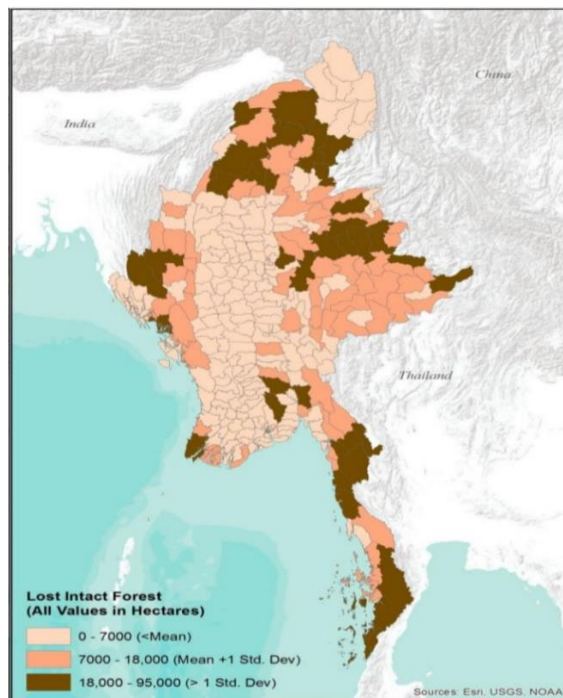 China
India
Thailand
Lost Intact Forest
(All Values in Hectares)
0 - 7000 (<Mean)
7000 - 18,000 (Mean +1 Std. Dev)
18,000 - 95,000 (> 1 Std. Dev)
Sources: Esri, USGS, NOAA